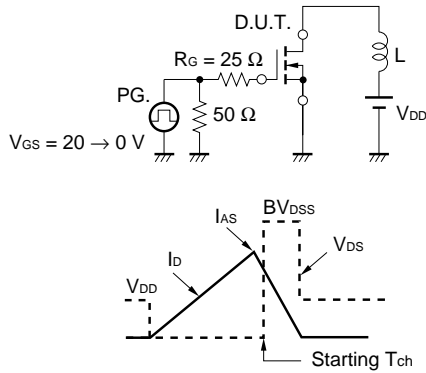 D.U.T.
RG = 25 Ω
L
PG.
50 Ω
VDD
VGS = 20 → 0 V
BVDSS
IAS
ID
VDS
VDD
Starting Tch